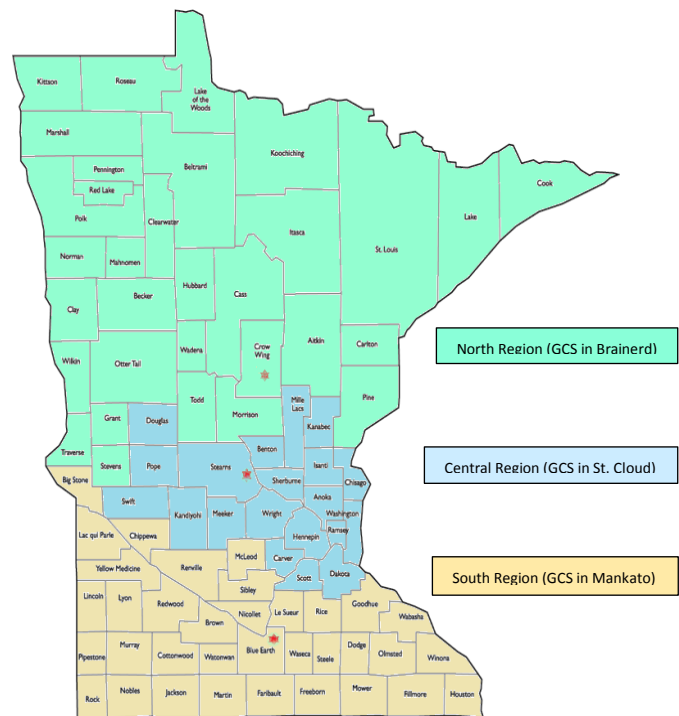 Kittson
Roseau
Lake
of the
Woods
Marshall
Koochiching
Pennington
Beltrami
Red Lake
Cook
Polk
Clearwater
Lake
Itasca
St. Louis
Norman
Mahnomen
Hubbard
Cass
Becker
Clay
Crow
Wing
Aitkin
Carlton
Wadena
North Region (GCS in Brainerd)
Wilkin
Otter Tail
Pine
Todd
Mille
Lacs
Grant
Douglas
Morrison
Kanabec
Traverse
Benton
Stevens
Pope
Stearns
Isanti
Central Region (GCS in St. Cloud)
Big Stone
Sherburne
Chisago
Anoka
Swift
Kandiyohi
Meeker
Wright
Washington
Ramsey
Lac qui Parle
Chippewa
Hennepin
McLeod
Carver
Yellow Medicine
Renville
Scott
Dakota
South Region (GCS in Mankato)
Sibley
Lincoln
Lyon
Redwood
Goodhue
Nicollet
Le Sueur
Rice
Wabasha
Brown
Murray
Blue Earth
Dodge
Pipestone
Cottonwood
Watonwan
Waseca
Steele
Olmsted
Winona
Rock
Nobles
Jackson
Martin
Faribault
Freeborn
Mower
Fillmore
Houston